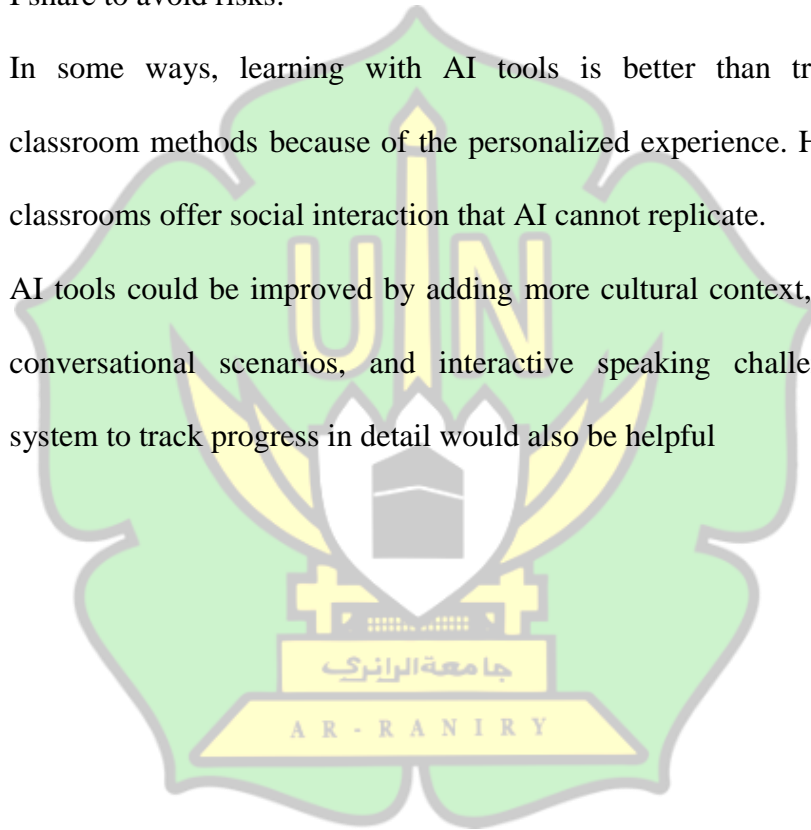 I share to avoid risks.
In some ways, learning with AI tools is better than tr
classroom methods because of the personalized experience. H
classrooms offer social interaction that AI cannot replicate.
AI tools could be improved by adding more cultural context,
conversational scenarios, and interactive speaking challe
system to track progress in detail would also be helpful
UIN
جامعة الرانري
AR-RANIRY